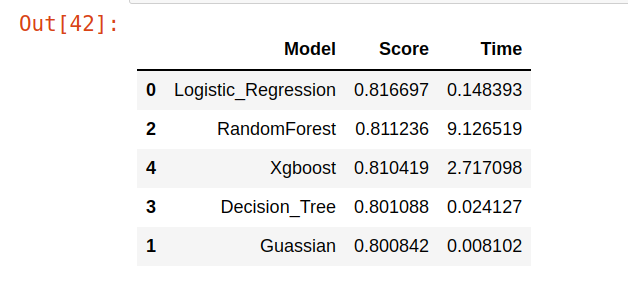 Out[42]:
Model Score Time
0 Logistic_Regression 0.816697 0.148393
2 RandomForest 0.811236 9.126519
4 Xgboost 0.810419 2.717098
3 Decision_Tree 0.801088 0.024127
1 Guassian 0.800842 0.008102